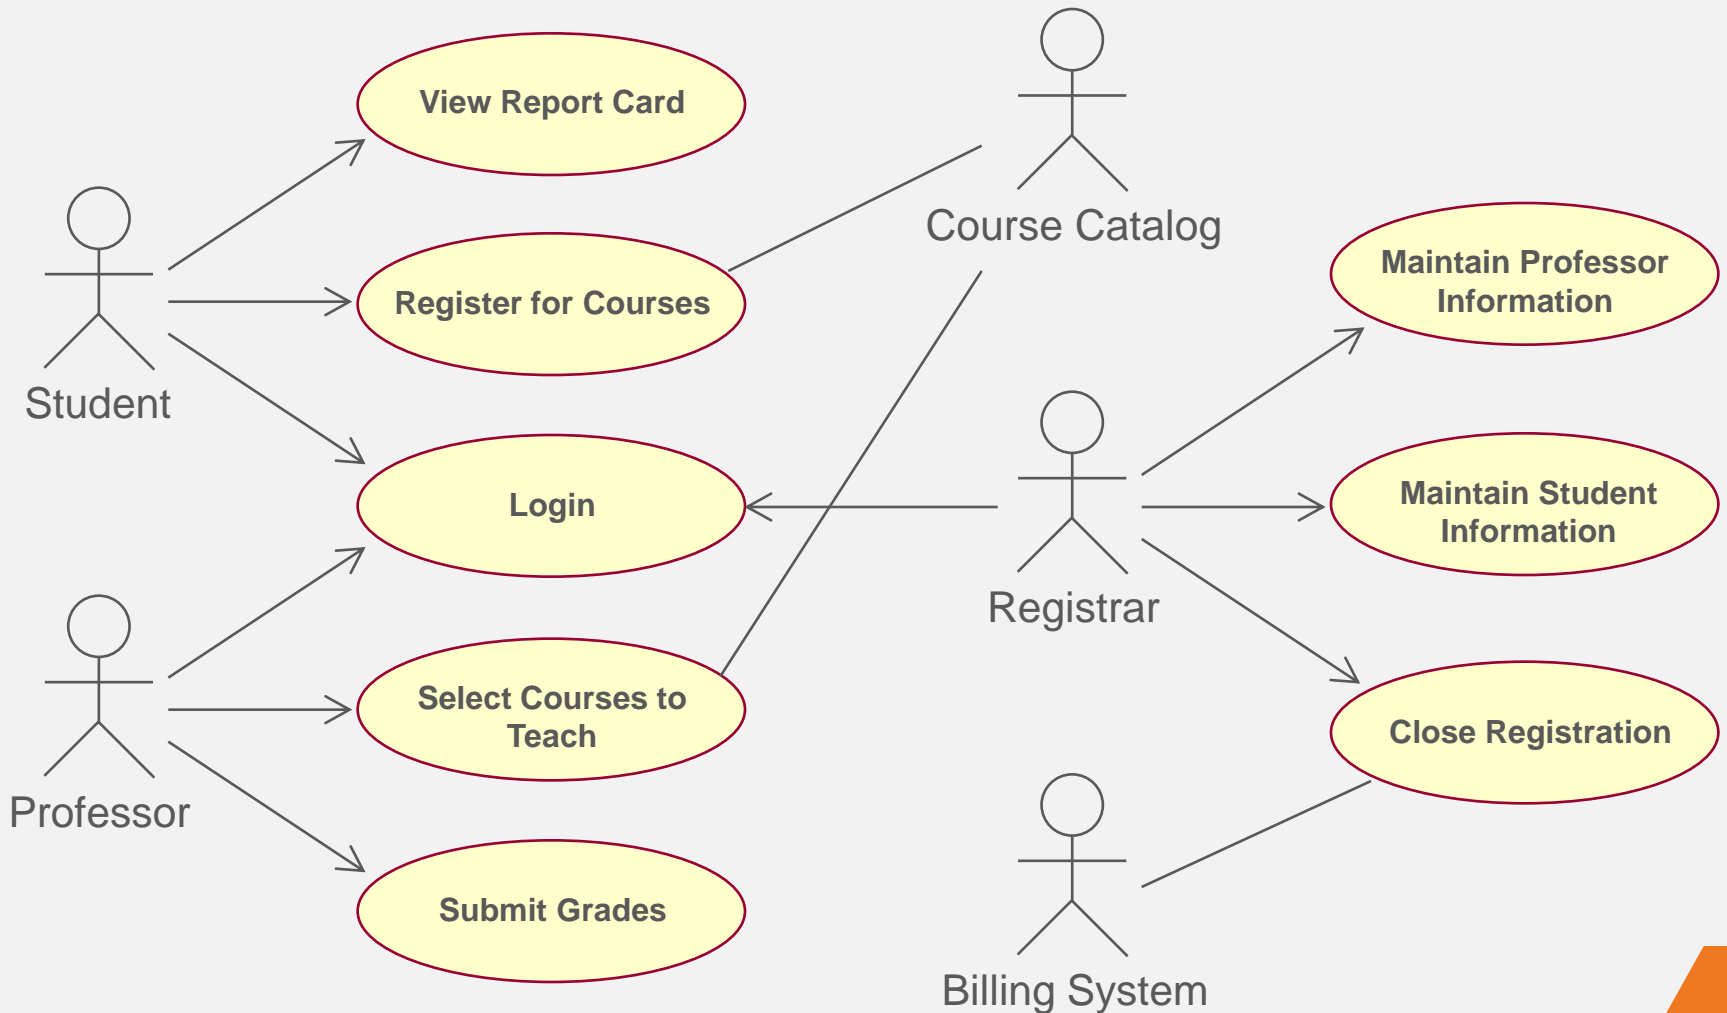 View Report Card
Course Catalog
Maintain Professor
Information
Register for Courses
Student
Login
Maintain Student
Information
Registrar
Select Courses to
Teach
Close Registration
Professor
Submit Grades
Billing System